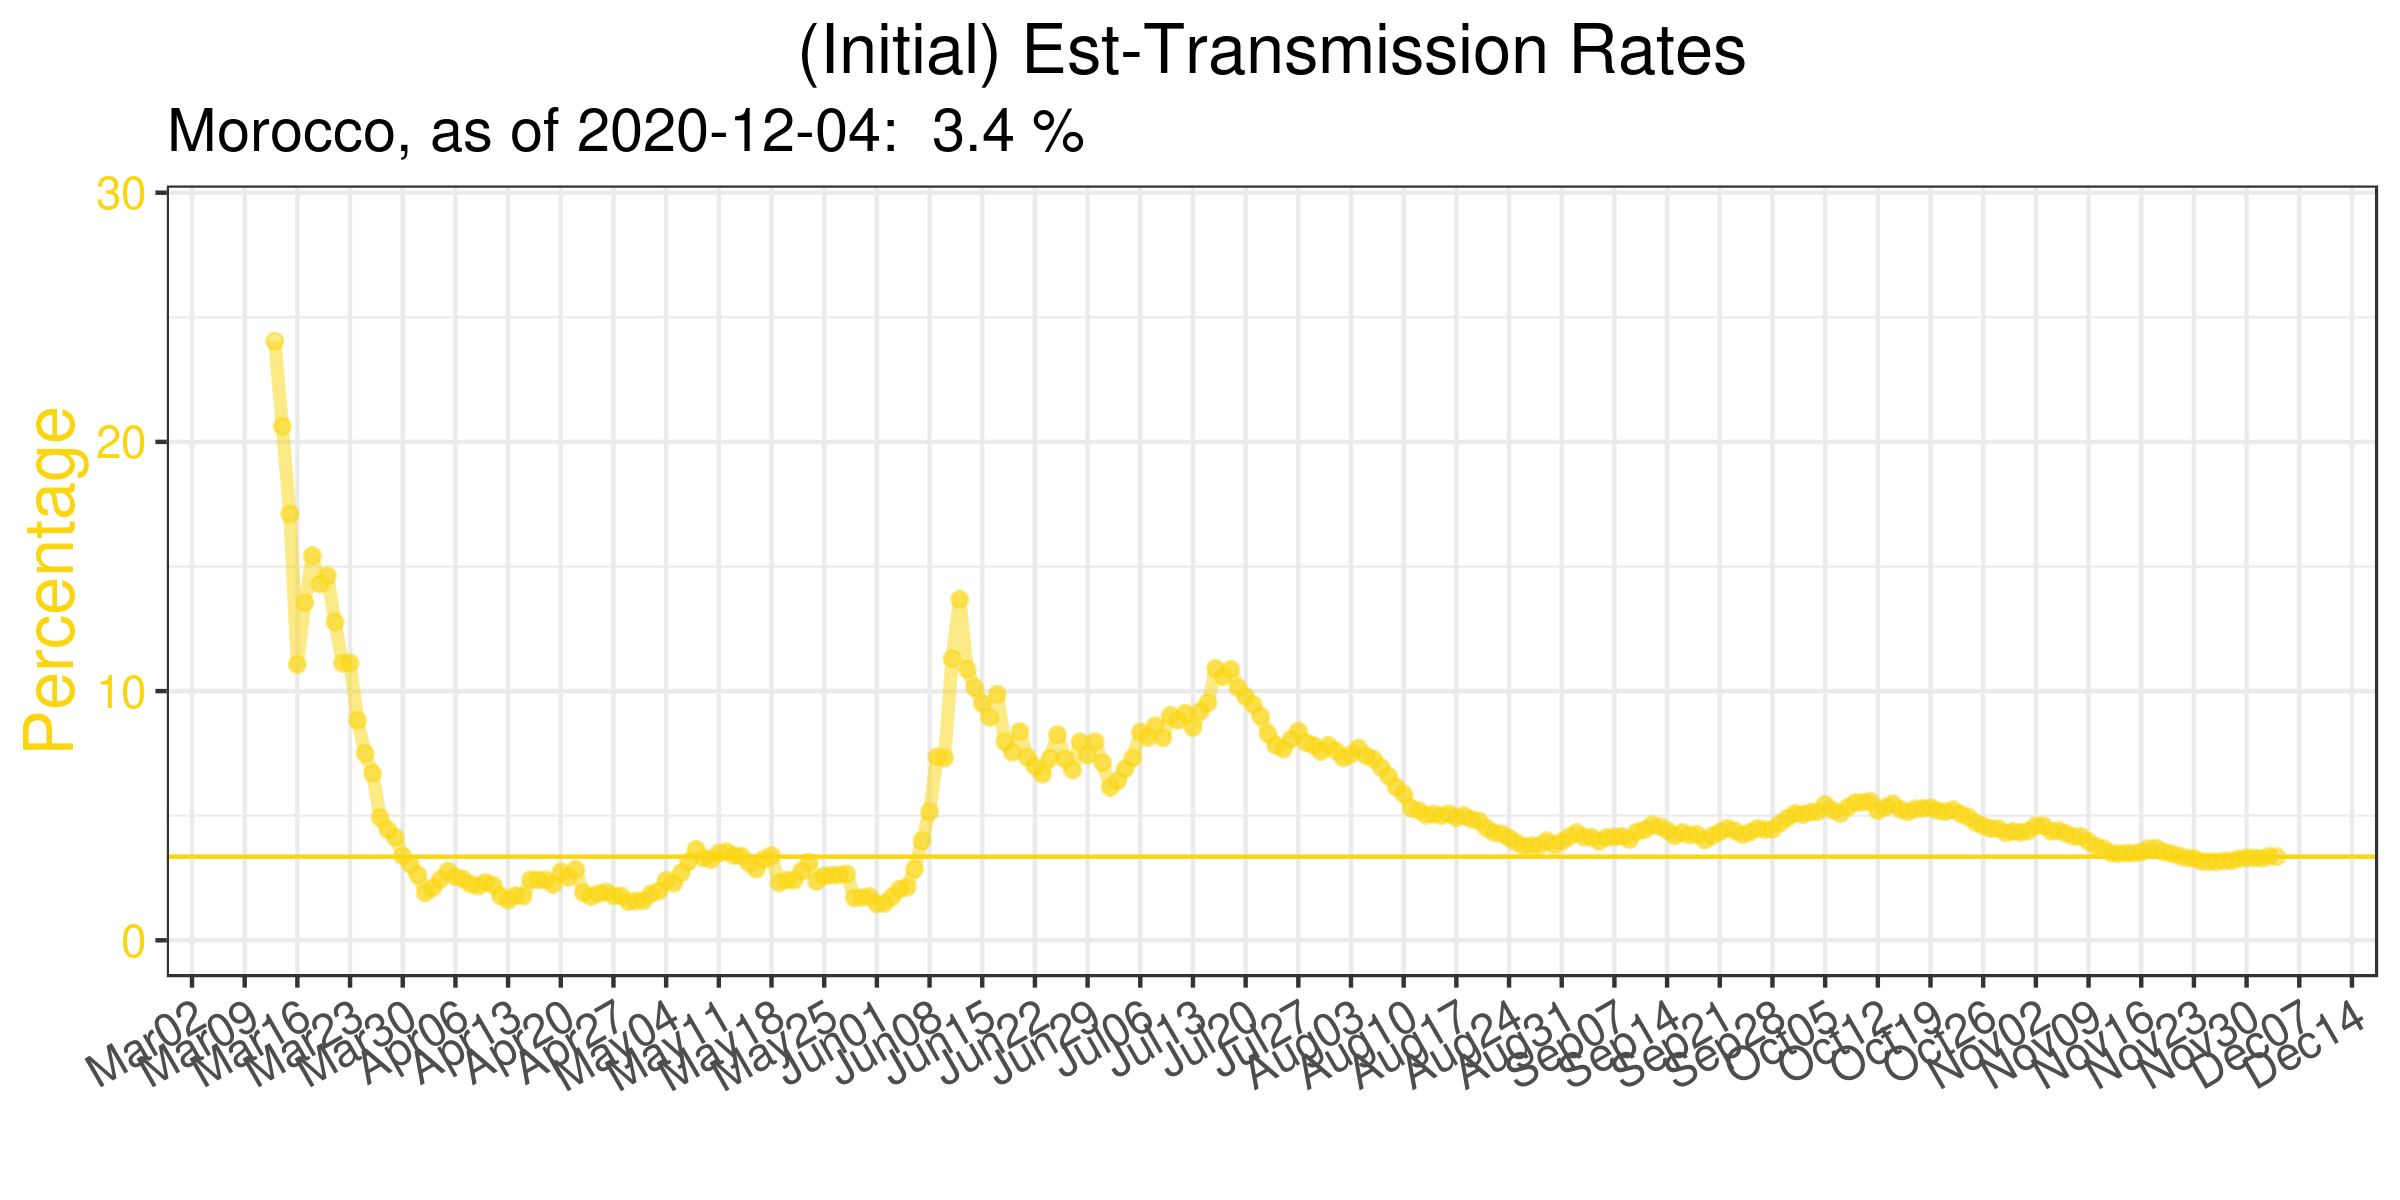 (Initial) Est-Transmission Rates
Morocco, as of 2020-12-04:  3.4 %
Percentage
30
20
10
0
Mar02
Mar09
Mar16
Mar23
Mar30
Apr06
Apr13
Apr20
Apr27
May04
May11
May18
May25
Jun01
Jun08
Jun15
Jun22
Jun29
Jul06
Jul13
Jul20
Jul27
Aug03
Aug10
Aug17
Aug24
Aug31
Sep07
Sep14
Sep21
Sep28
Oct05
Oct12
Oct19
Oct26
Nov02
Nov09
Nov16
Nov23
Nov30
Dec07
Dec14